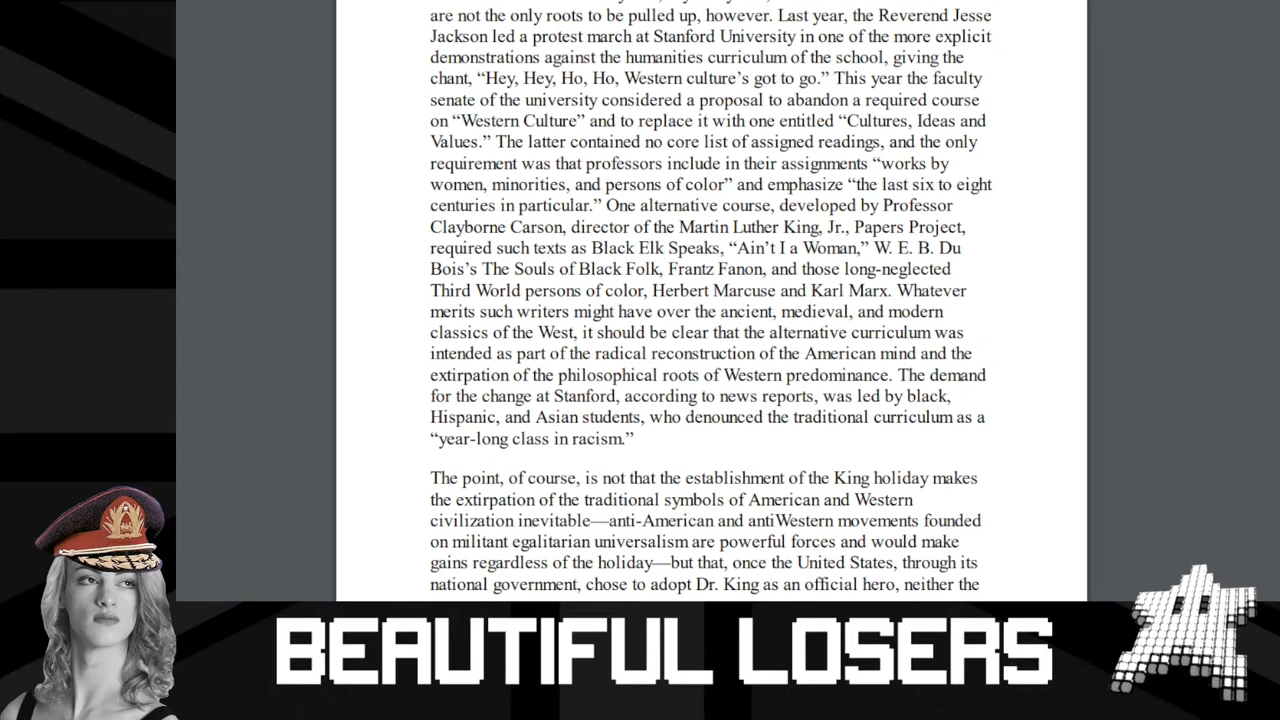 are not the only roots to be pulled up, however. Last year, the Reverend Jesse
Jackson led a protest march at Stanford University in one of the more explicit
demonstrations against the humanities curriculum of the school, giving the
chant, “Hey, Hey, Ho, Ho, Western culture’s got to go.” This year the faculty
senate of the university considered a proposal to abandon a required course
on “Western Culture” and to replace it with one entitled “Cultures, Ideas and
Values.” The latter contained no core list of assigned readings, and the only
requirement was that professors include in their assignments “works by
women, minorities, and persons of color” and emphasize “the last six to eight
centuries in particular.” One alternative course, developed by Professor
Clayborne Carson, director of the Martin Luther King, Jr., Papers Project,
required such texts as Black Elk Speaks, “Ain’t I a Woman,” W. E. B. Du
Bois’s The Souls of Black Folk, Frantz Fanon, and those long-neglected
Third World persons of color, Herbert Marcuse and Karl Marx. Whatever
merits such writers might have over the ancient, medieval, and modern
classics of the West, it should be clear that the alternative curriculum was
intended as part of the radical reconstruction of the American mind and the
extirpation of the philosophical roots of Western predominance. The demand
for the change at Stanford, according to news reports, was led by black,
Hispanic, and Asian students, who denounced the traditional curriculum as a
“year-long class in racism.”
The point, of course, is not that the establishment of the King holiday makes
the extirpation of the traditional symbols of American and Western
civilization inevitable—anti-American and antiWestern movements founded
on militant egalitarian universalism are powerful forces and would make
gains regardless of the holiday—but that, once the United States, through its
national government, chose to adopt Dr. King as an official hero, neither the
BEAUTIFUL LOSERS